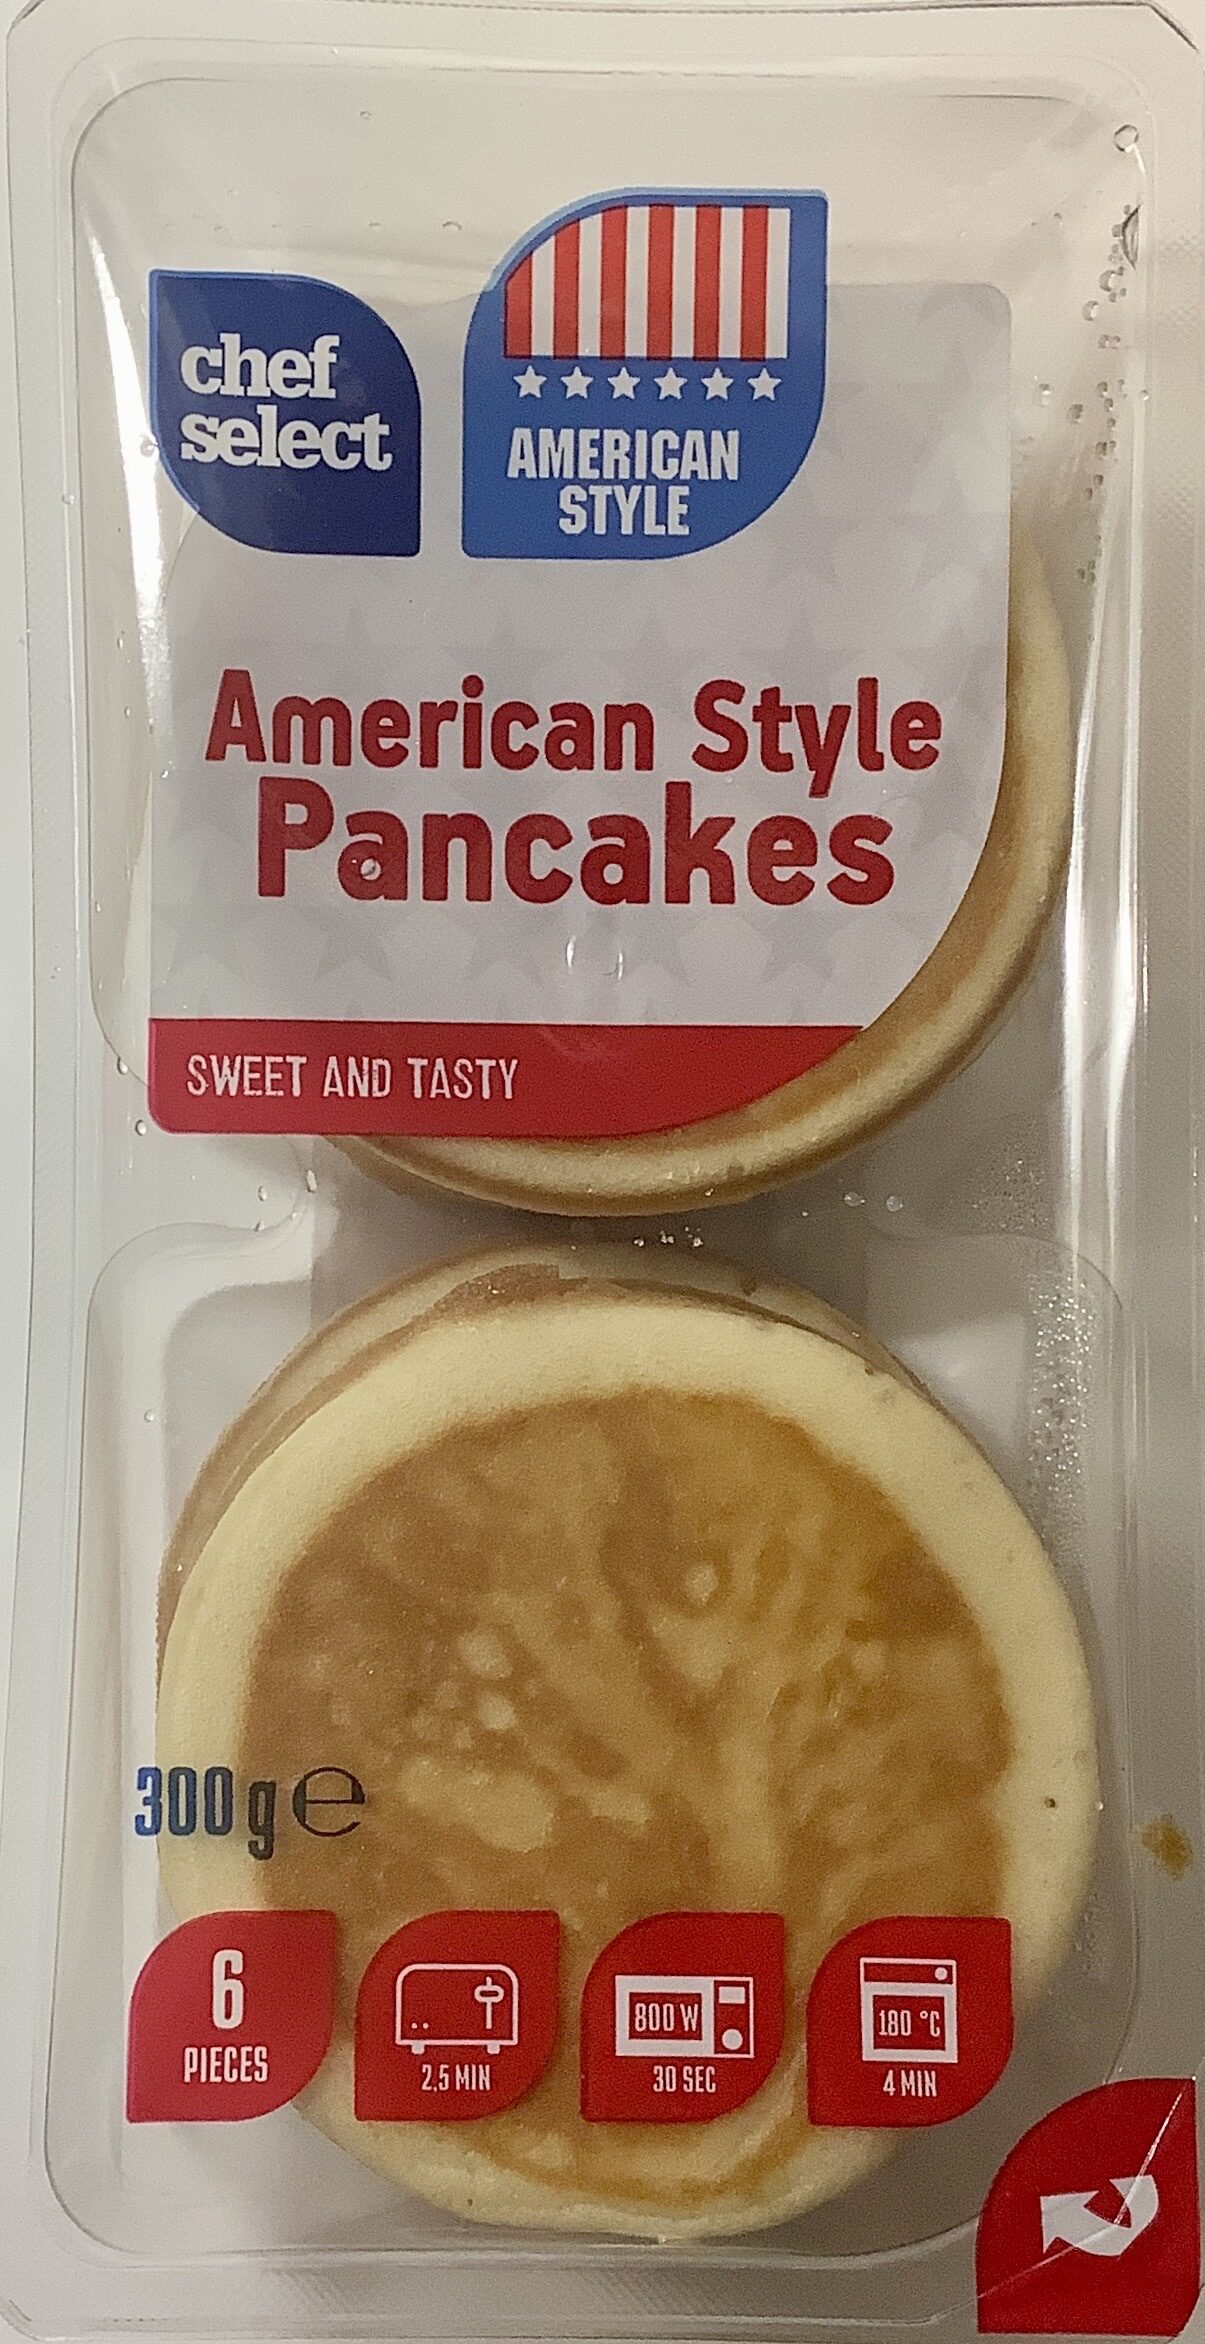 chef
select
AMERICAN
STYLE
American Style
Pancakes
SWEET AND TASTY
300 g ℮
6
PIECES
2,5 MIN
800 W
30 SEC
180 °C
4 MIN